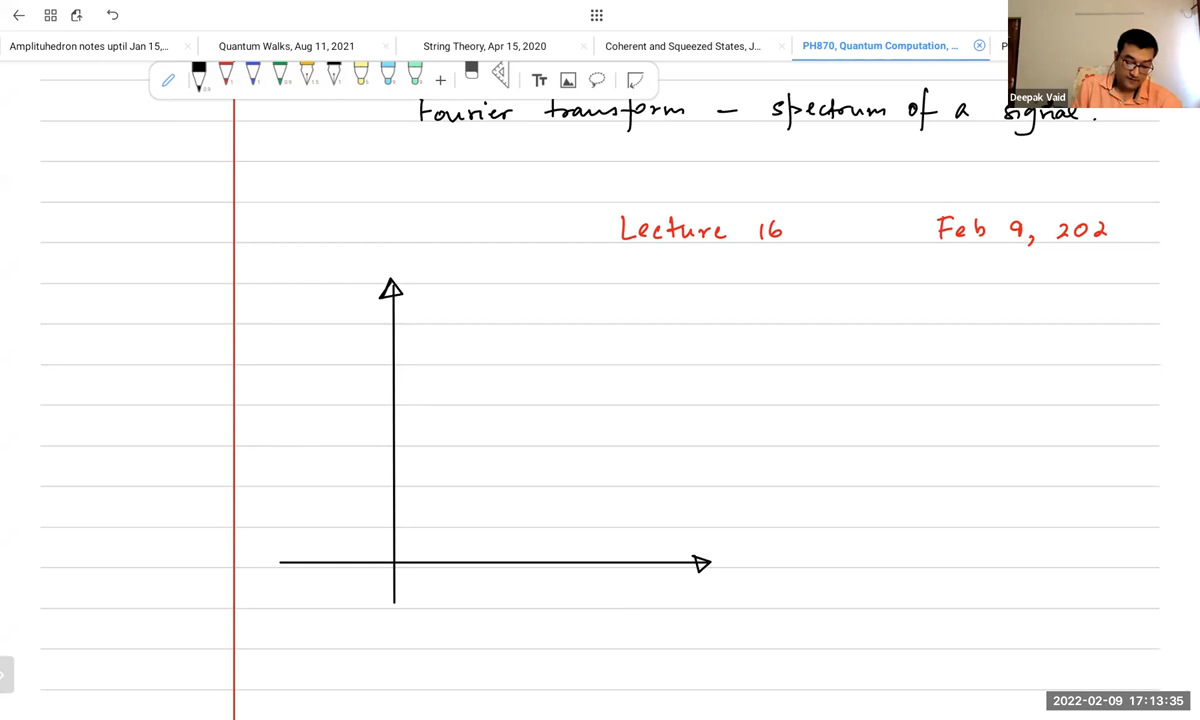 Amplituhedron notes uptil Jan 15,... Quantum Walks, Aug 11, 2021 String Theory, Apr 15, 2020 Coherent and Squeezed States, J... PH870, Quantum Computation, ... P
Tт
Deepak Vaid
Fourier transform - spectrum of a signal.
Lecture 16 Feb 9, 202
2022-02-09 17:13:35